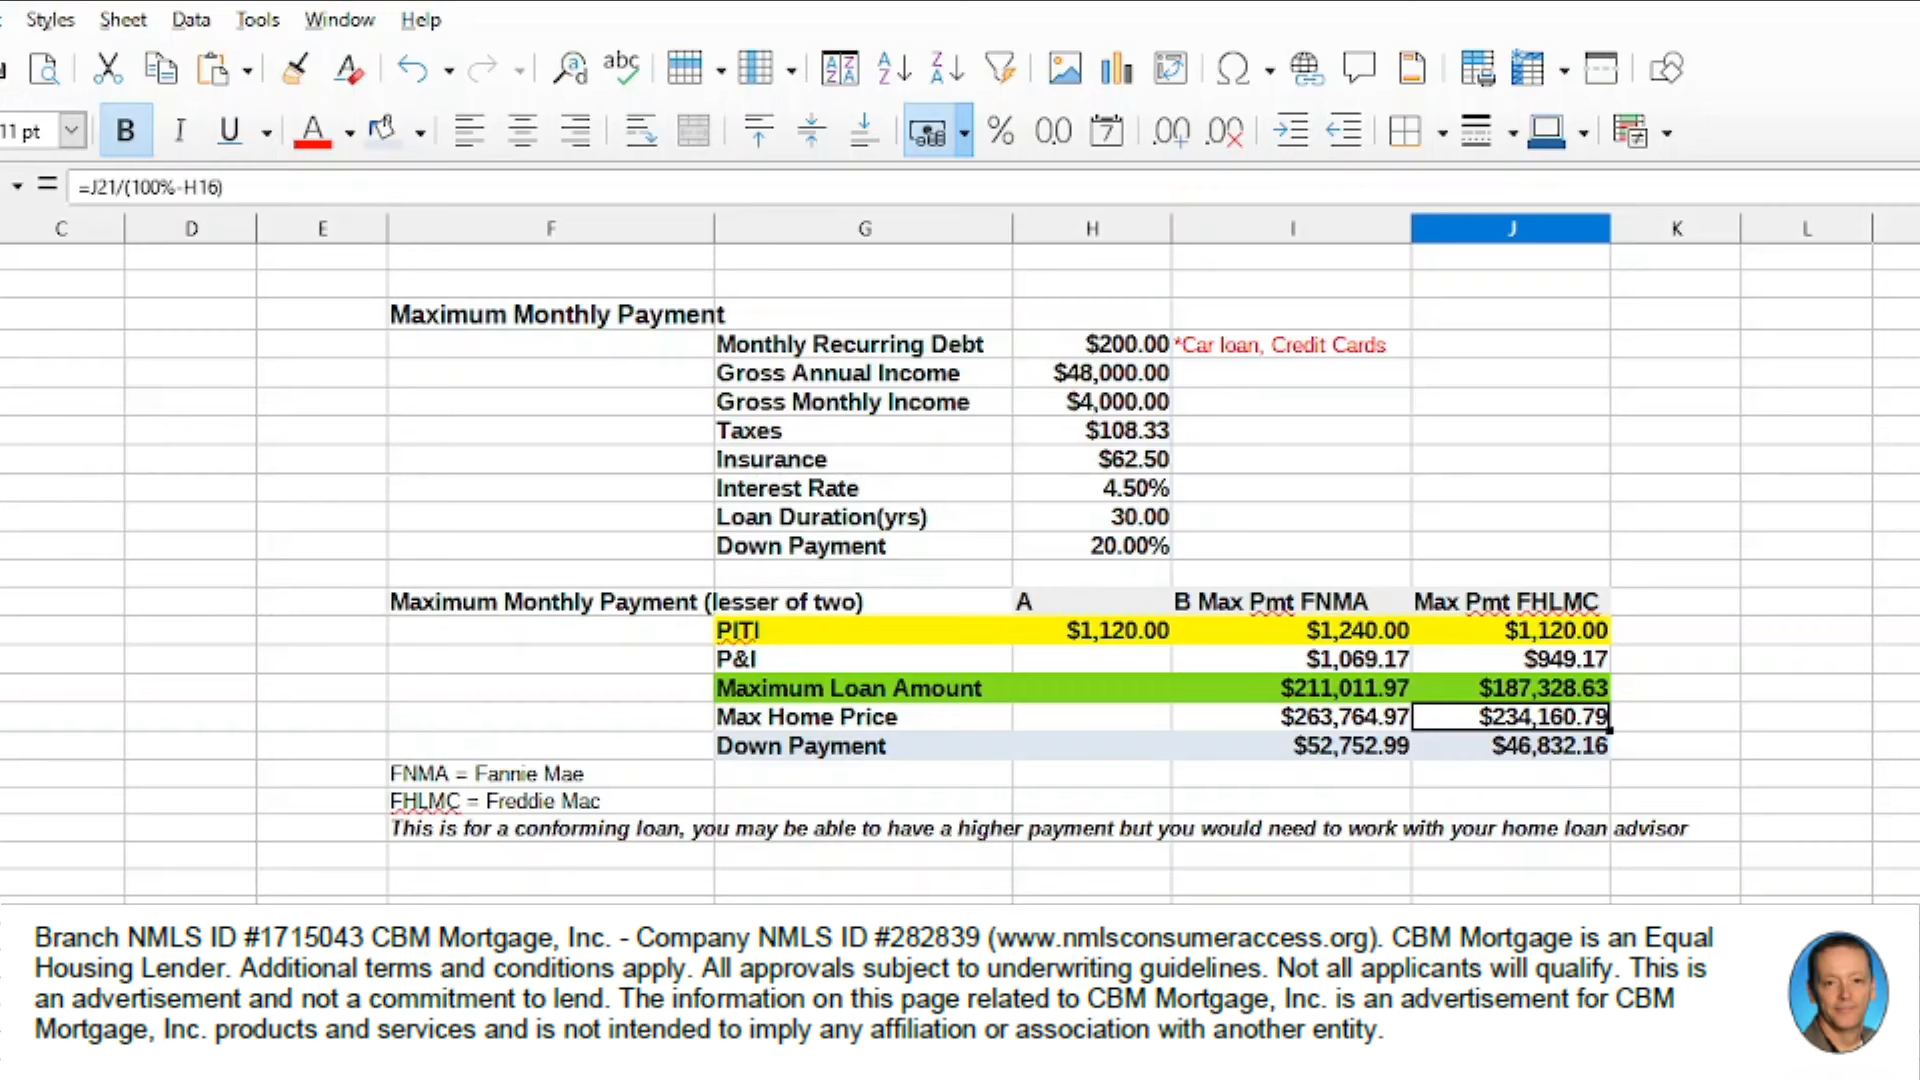 Styles Sheet Data Tools Window Help
abc
11 pt B I U A % 0.0 7 .00 .00
=J21/(100%-H16)
C D E F G H I J K L
Maximum Monthly Payment
Monthly Recurring Debt $200.00 *Car loan, Credit Cards
Gross Annual Income $48,000.00
Gross Monthly Income $4,000.00
Taxes $108.33
Insurance $62.50
Interest Rate 4.50%
Loan Duration(yrs) 30.00
Down Payment 20.00%
Maximum Monthly Payment (lesser of two) A B Max Pmt FNMA Max Pmt FHLMC
PITI $1,120.00 $1,240.00 $1,120.00
P&I $1,069.17 $949.17
Maximum Loan Amount $211,011.97 $187,328.63
Max Home Price $263,764.97 $234,160.79
Down Payment $52,752.99 $46,832.16
FNMA = Fannie Mae
FHLMC = Freddie Mac
This is for a conforming loan, you may be able to have a higher payment but you would need to work with your home loan advisor
Branch NMLS ID #1715043 CBM Mortgage, Inc. - Company NMLS ID #282839 (www.nmlsconsumeraccess.org). CBM Mortgage is an Equal
Housing Lender. Additional terms and conditions apply. All approvals subject to underwriting guidelines. Not all applicants will qualify. This is
an advertisement and not a commitment to lend. The information on this page related to CBM Mortgage, Inc. is an advertisement for CBM
Mortgage, Inc. products and services and is not intended to imply any affiliation or association with another entity.